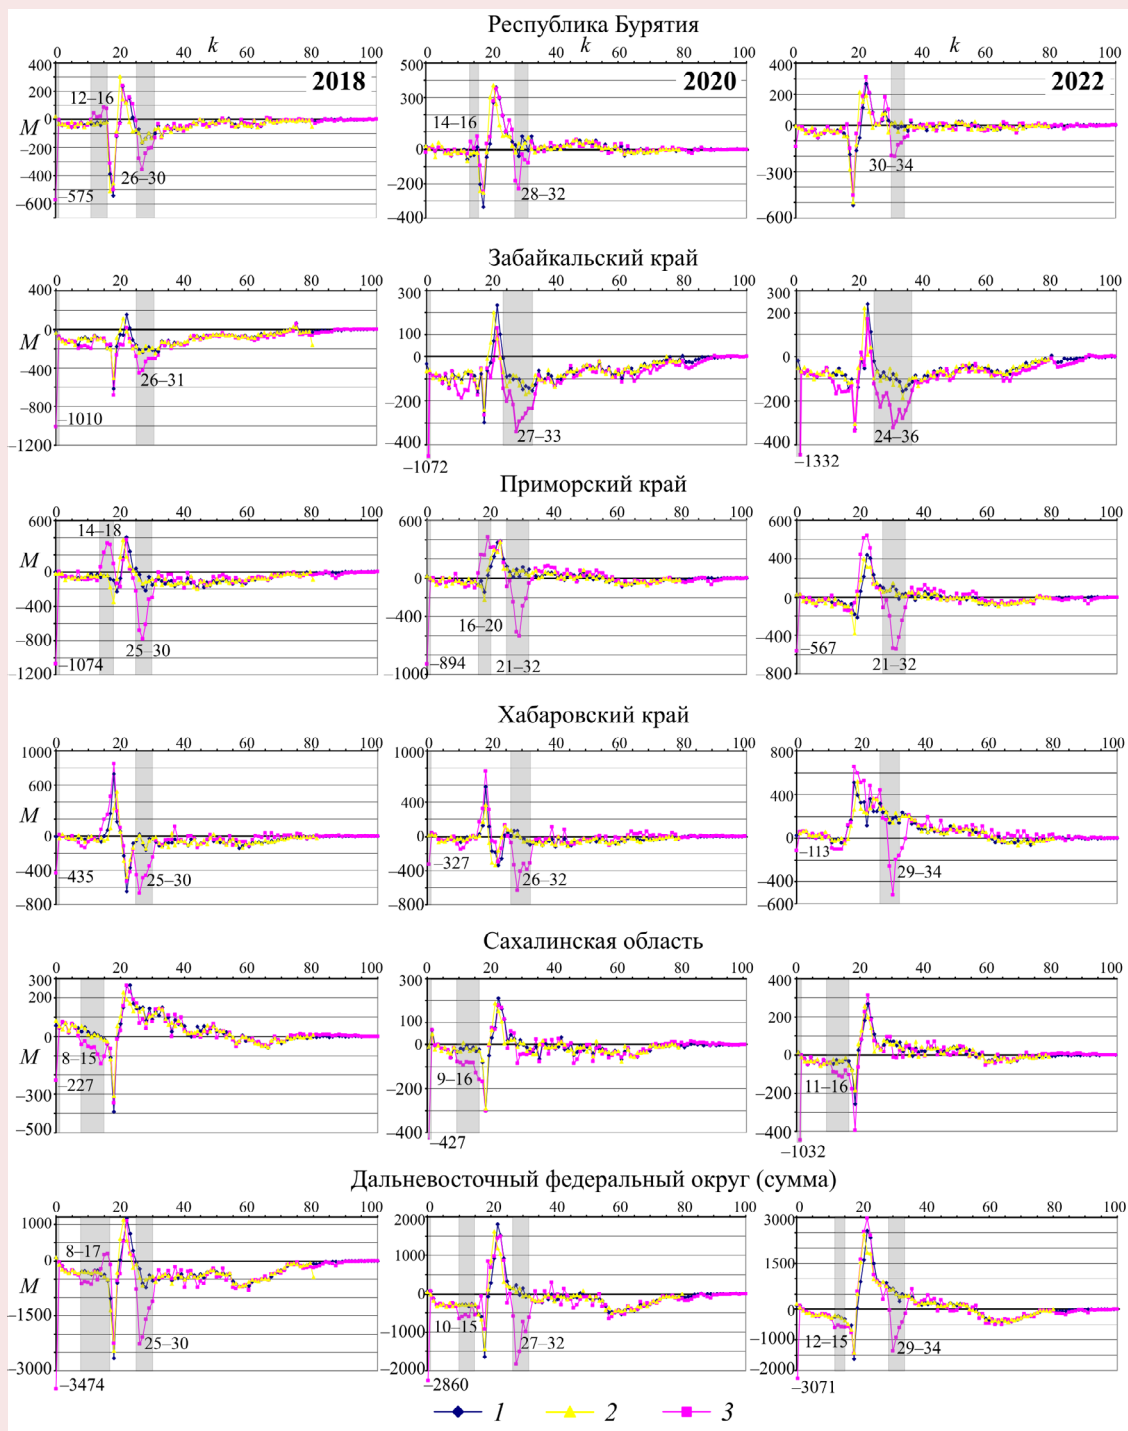 Республика Бурятия
0 20 k 40 60 80 100 0 20 40 k 60 80 100 0 20 40 k 60 80 100
2018 2020 2022
400 200 0 –200 –400 –600 M 12–16 26–30 –575
500 300 0 –200 –400 14–16 28–32
400 200 0 –300 –600 30–34
Забайкальский край
0 20 40 60 80 100 0 20 40 60 80 100 0 20 40 60 80 100
400 0 –400 –800 –1200 M 26–31 –1010
300 100 0 –200 –400 27–33 –1072
300 100 0 –200 –400 24–36 –1332
Приморский край
0 20 40 60 80 100 0 20 40 60 80 100 0 20 40 60 80 100
600 0 –400 –800 –1200 M 14–18 25–30 –1074
600 0 –400 –1000 16–20 21–32 –894
600 400 0 –400 –800 21–32 –567
Хабаровский край
0 20 40 60 80 100 0 20 40 60 80 100 0 20 40 60 80 100
1000 600 0 –400 –800 M 25–30 –435
1000 400 0 –400 –800 26–32 –327
800 400 0 –400 –600 29–34 –113
Сахалинская область
0 20 40 60 80 100 0 20 40 60 80 100 0 20 40 60 80 100
300 200 0 –300 –500 M 8–15 –227
300 100 0 –200 –400 9–16 –427
400 200 0 –200 –400 11–16 –1032
Дальневосточный федеральный округ (сумма)
0 20 40 60 80 100 0 20 40 60 80 100 0 20 40 60 80 100
1000 0 –1500 –3000 M 8–17 25–30 –3474
2000 1000 0 –1000 –2000 10–15 27–32 –2860
3000 1500 0 –1000 –2000 12–15 29–34 –3071
1 2 3